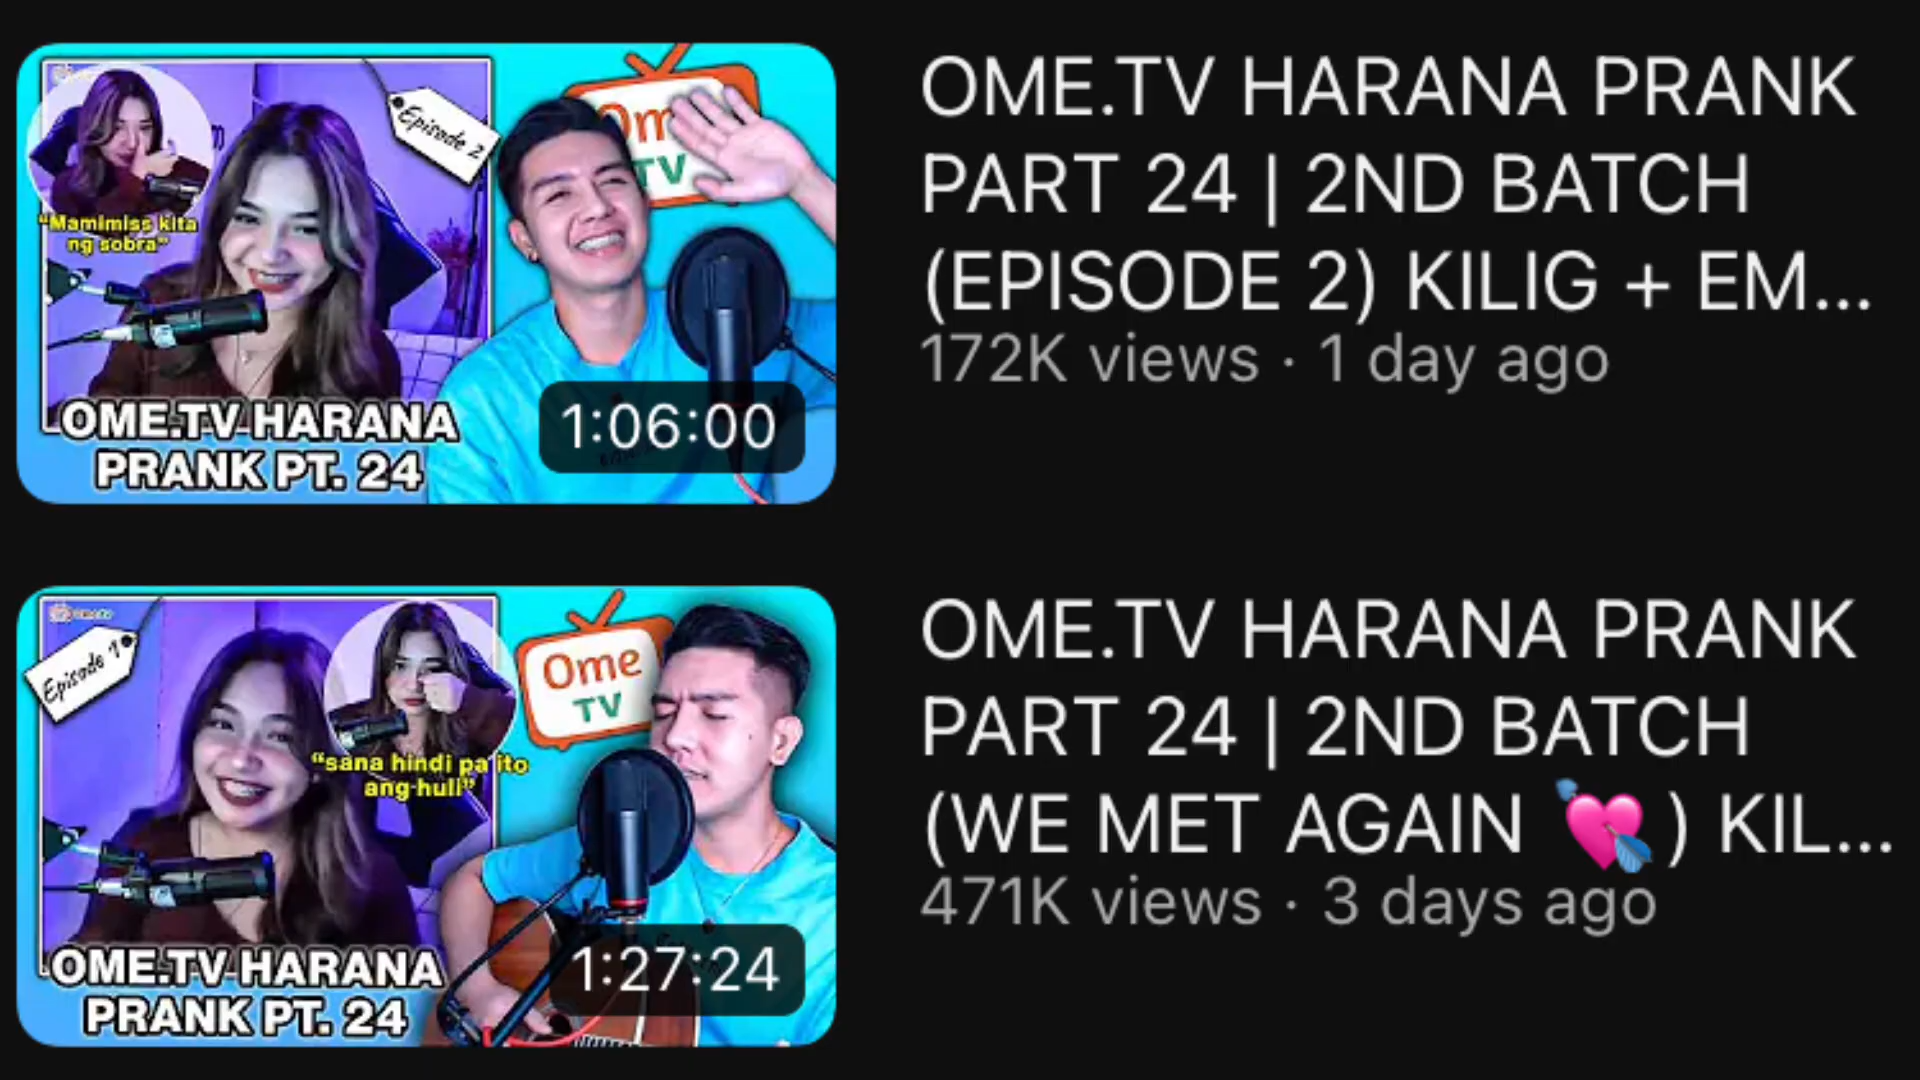 Episode 2
Ome
TV
"Mamimiss kita
ng sobra"
OME.TV HARANA
PRANK PT. 24
1:06:00
OME.TV HARANA PRANK
PART 24 | 2ND BATCH
(EPISODE 2) KILIG + EM...
172K views · 1 day ago
Episode 1
Ome
TV
"sana hindi pa ito
ang huli"
OME.TV HARANA
PRANK PT. 24
1:27:24
OME.TV HARANA PRANK
PART 24 | 2ND BATCH
(WE MET AGAIN 💘) KIL...
471K views · 3 days ago